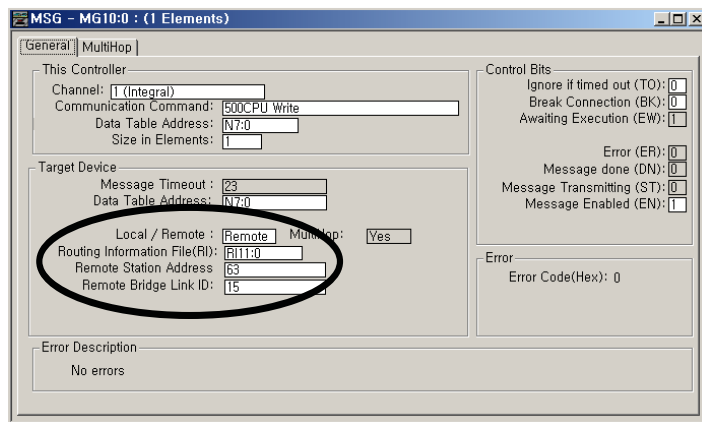 MSG - MG10:0 : (1 Elements)
General MultiHop
This Controller
Channel: 1 (Integral)
Communication Command: 500CPU Write
Data Table Address: N7:0
Size in Elements: 1
Target Device
Message Timeout : 23
Data Table Address: N7:0
Local / Remote : Remote MultiHop: Yes
Routing Information File(RI): RI11:0
Remote Station Address 63
Remote Bridge Link ID: 15
Control Bits
Ignore if timed out (TO): 0
Break Connection (BK): 0
Awaiting Execution (EW): 1
Error (ER): 0
Message done (DN): 0
Message Transmitting (ST): 0
Message Enabled (EN): 1
Error
Error Code(Hex): 0
Error Description
No errors